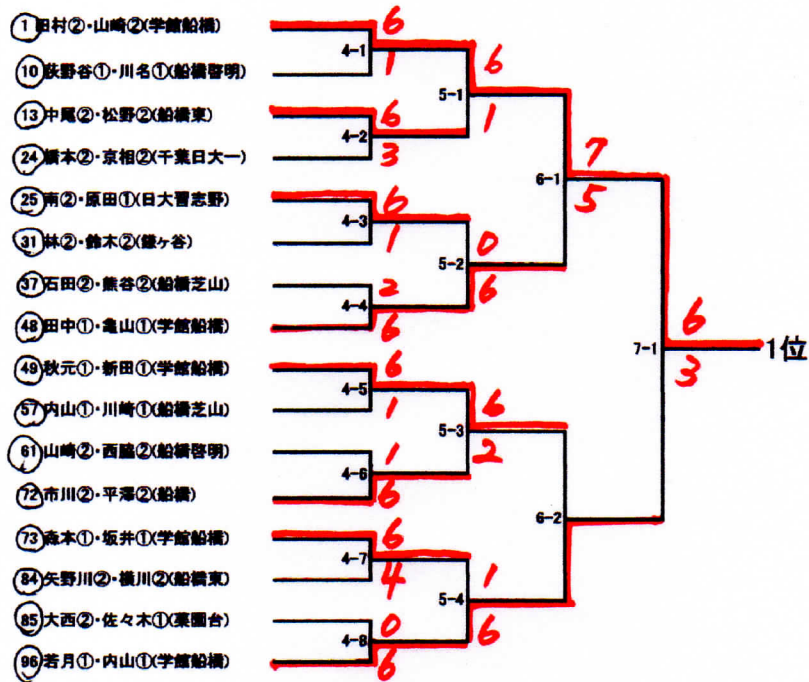 1 田村②・山崎②(学館船橋)
6
4-1
1
6
10 荻野谷①・川名①(船橋啓明)
5-1
13 中尾②・松野②(船橋東)
6
1
4-2
3
7
24 橋本②・京相②(千葉日大一)
6-1
25 南②・原田①(日大習志野)
6
5
4-3
1
0
31 林②・鈴木②(鎌ヶ谷)
5-2
37 石田②・熊谷②(船橋芝山)
2
6
4-4
6
48 田中①・亀山①(学館船橋)
6
7-1
1位
3
49 秋元①・新田①(学館船橋)
6
4-5
1
6
57 内山①・川崎①(船橋芝山)
5-3
61 山崎②・西脇②(船橋啓明)
1
2
4-6
6
72 市川②・平澤②(船橋)
6-2
73 森本①・坂井①(学館船橋)
6
4-7
4
1
84 矢野川②・横川②(船橋東)
5-4
85 大西②・佐々木①(薬園台)
0
6
4-8
6
96 若月①・内山①(学館船橋)